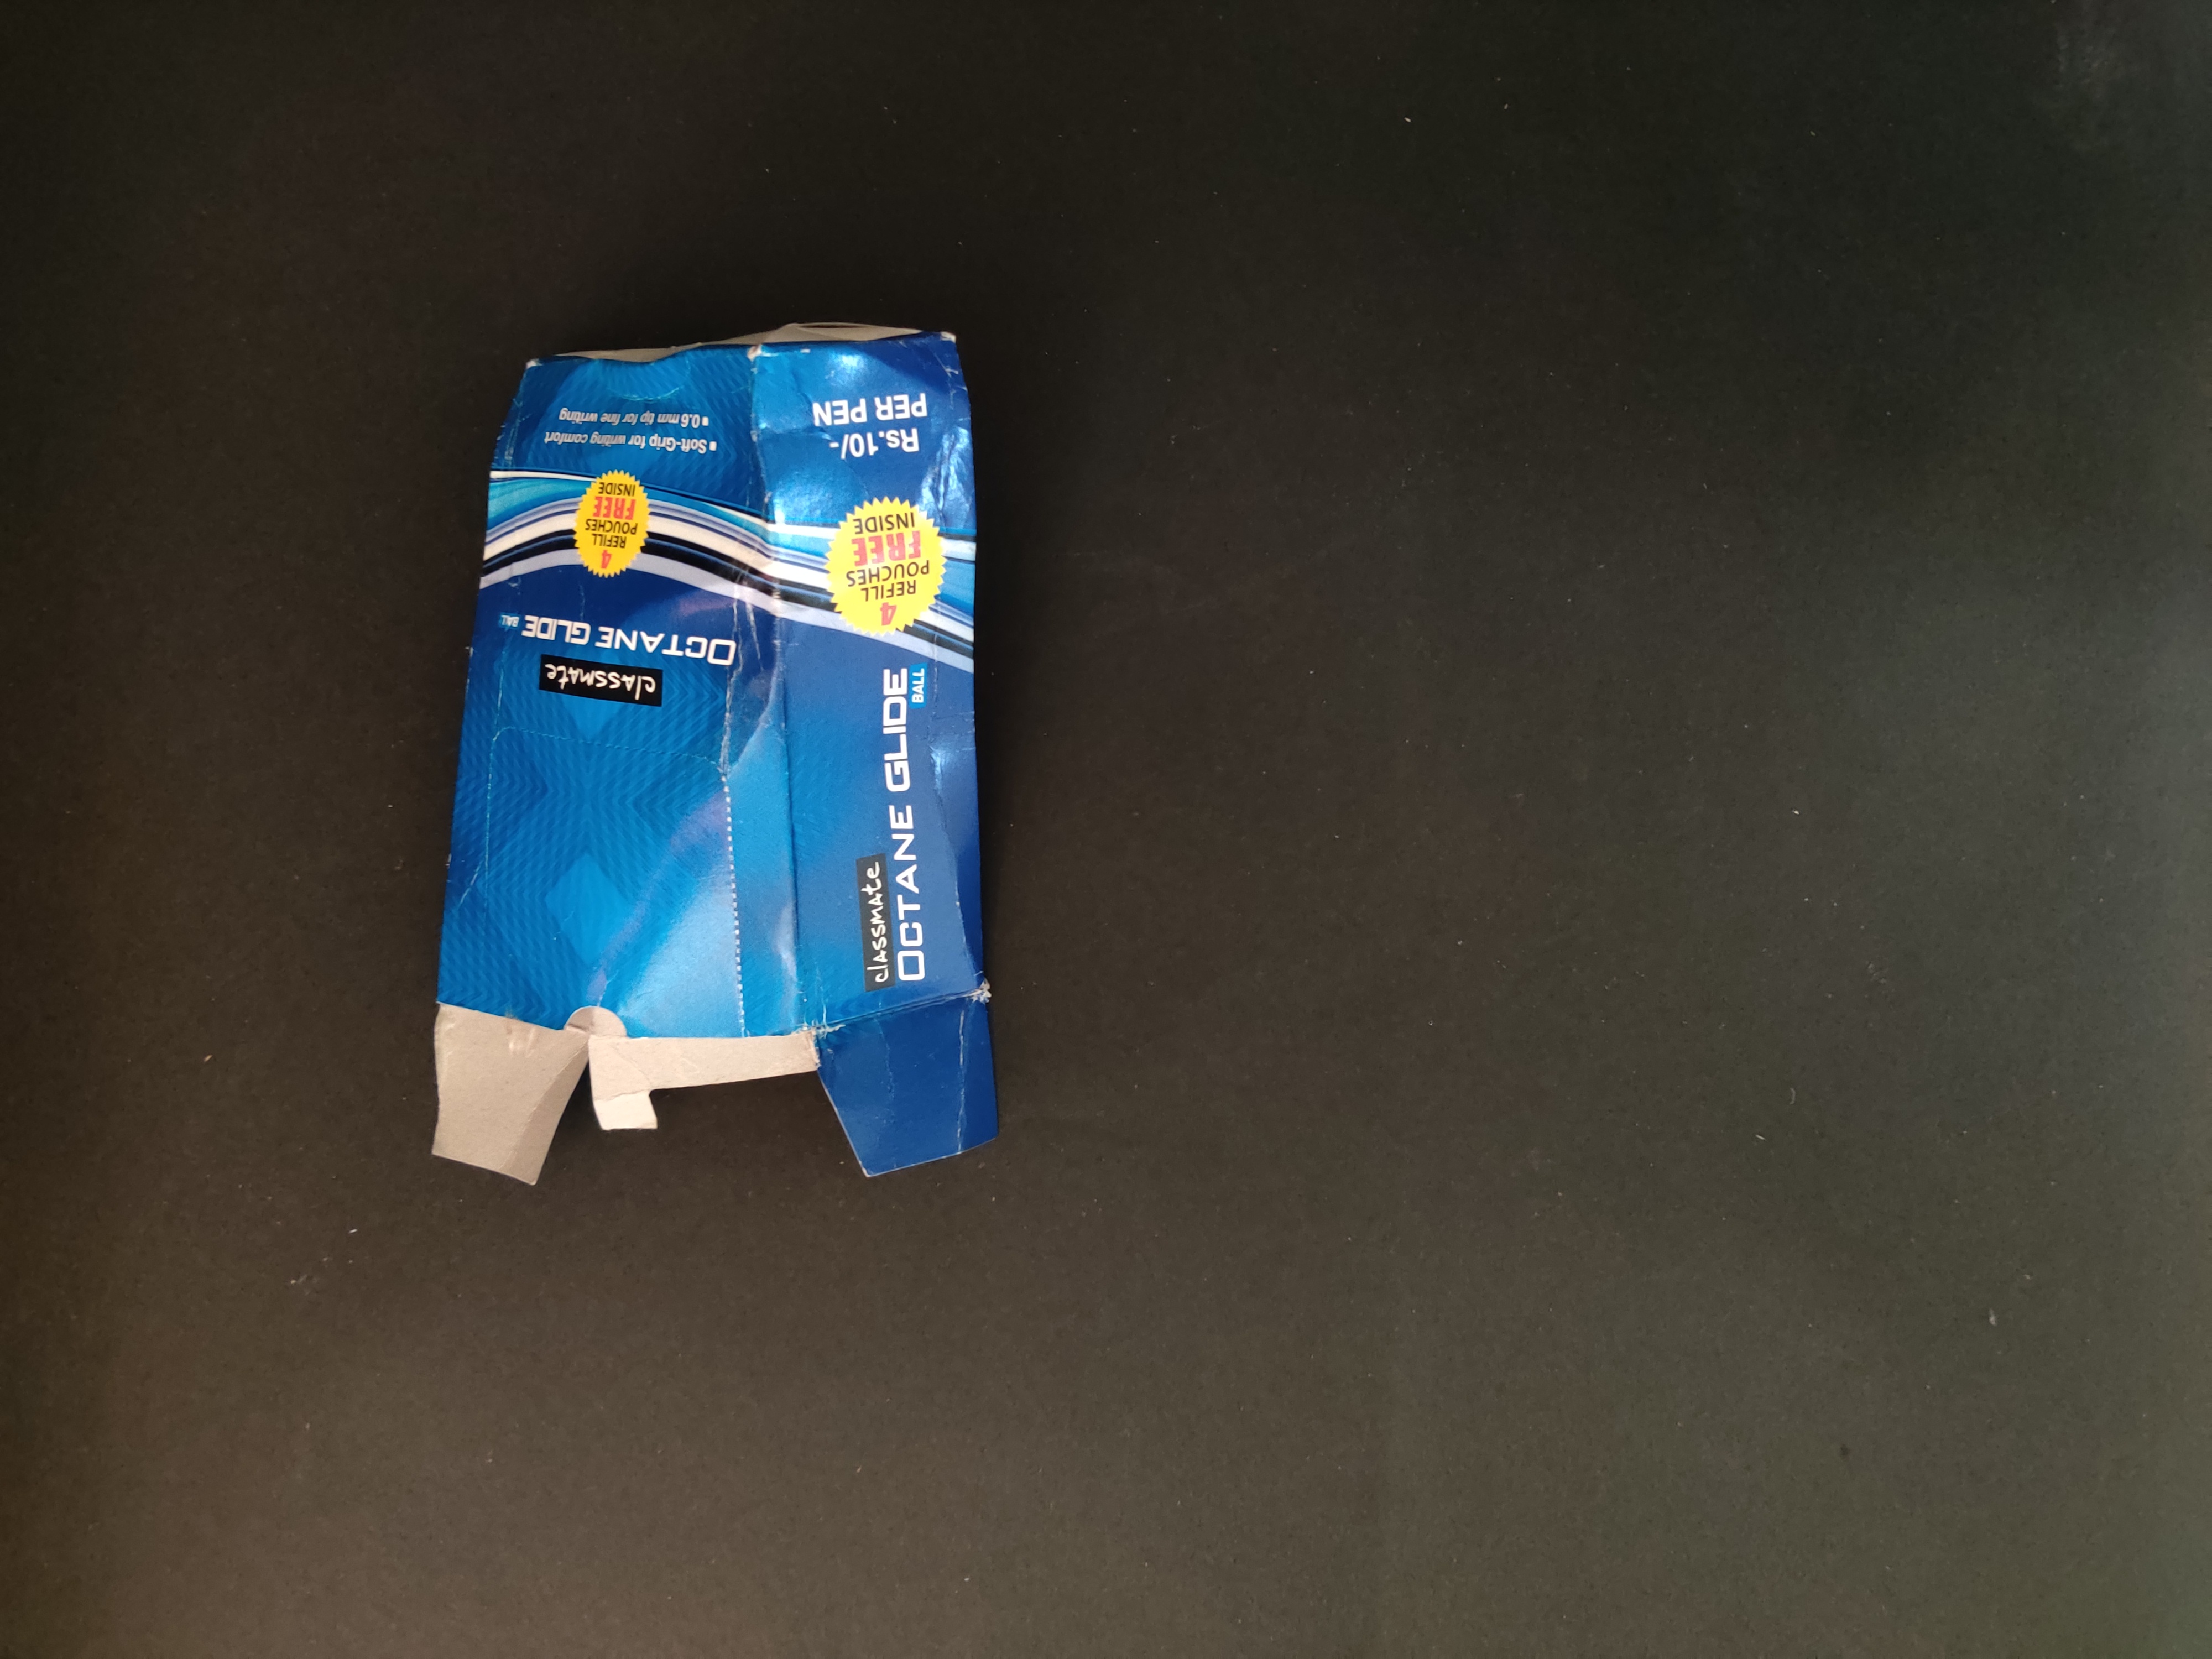 classmate
OCTANE GLIDE
BALL
4
REFILL
POUCHES
FREE
INSIDE
▪ Soft-Grip for writing comfort
▪ 0.6 mm tip for fine writing
classmate
OCTANE GLIDE
BALL
4
REFILL
POUCHES
FREE
INSIDE
Rs.10/-
PER PEN